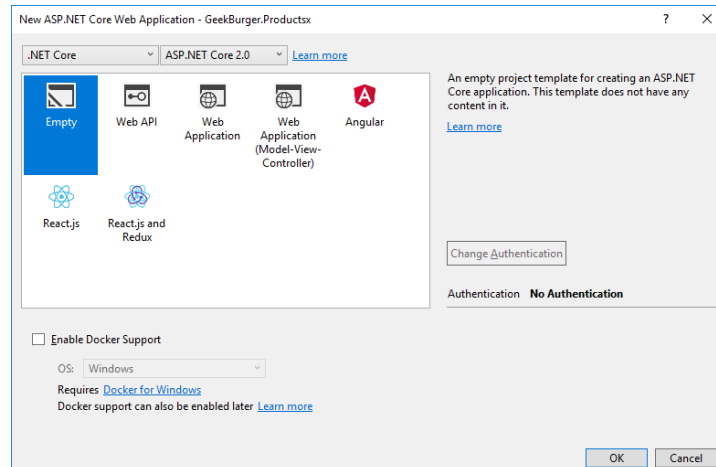 New ASP.NET Core Web Application - GeekBurger.Productsx
? X
.NET Core ASP.NET Core 2.0 Learn more
Empty
Web API
Web
Application
Web
Application
(Model-View-
Controller)
Angular
React.js
React.js and
Redux
An empty project template for creating an ASP.NET
Core application. This template does not have any
content in it.
Learn more
Change Authentication
Authentication No Authentication
Enable Docker Support
OS: Windows
Requires Docker for Windows
Docker support can also be enabled later Learn more
OK Cancel